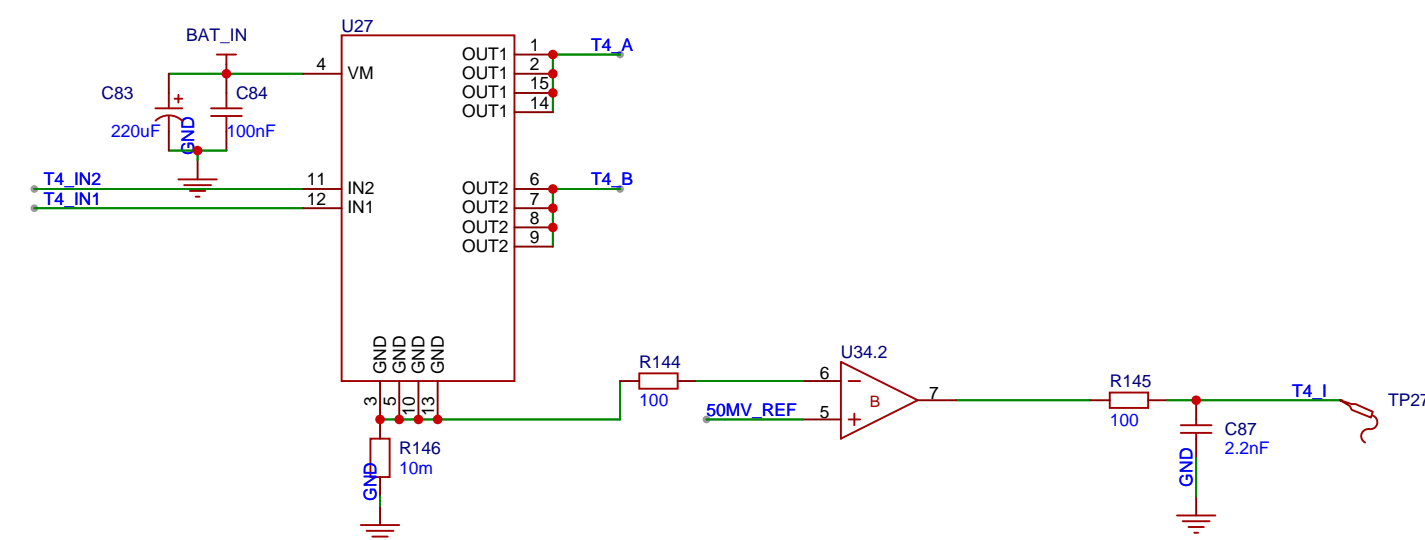 U27
BAT_IN
C83
220uF
GND
C84
100nF
4
VM
T4_IN2
T4_IN1
11
IN2
12
IN1
OUT1
1
T4_A
OUT1
2
OUT1
15
OUT1
14
OUT2
6
T4_B
OUT2
7
OUT2
8
OUT2
9
GND
GND
GND
GND
3
5
10
13
R146
10m
GND
R144
100
50MV_REF
U34.2
6
5
B
7
R145
100
T4_I
TP27
C87
2.2nF
GND